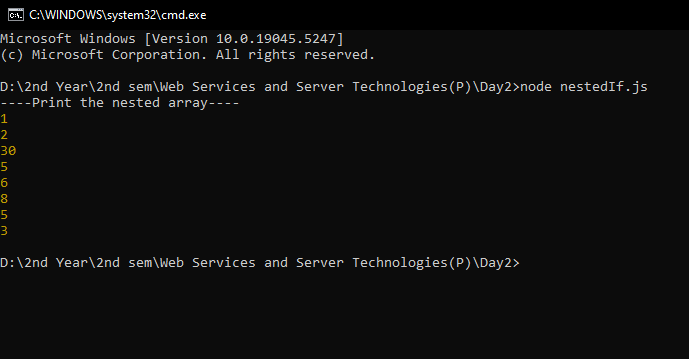 C:\WINDOWS\system32\cmd.exe
Microsoft Windows [Version 10.0.19045.5247]
(c) Microsoft Corporation. All rights reserved.
D:\2nd Year\2nd sem\Web Services and Server Technologies(P)\Day2>node nestedIf.js
----Print the nested array----
1
2
30
5
6
8
5
3
D:\2nd Year\2nd sem\Web Services and Server Technologies(P)\Day2>